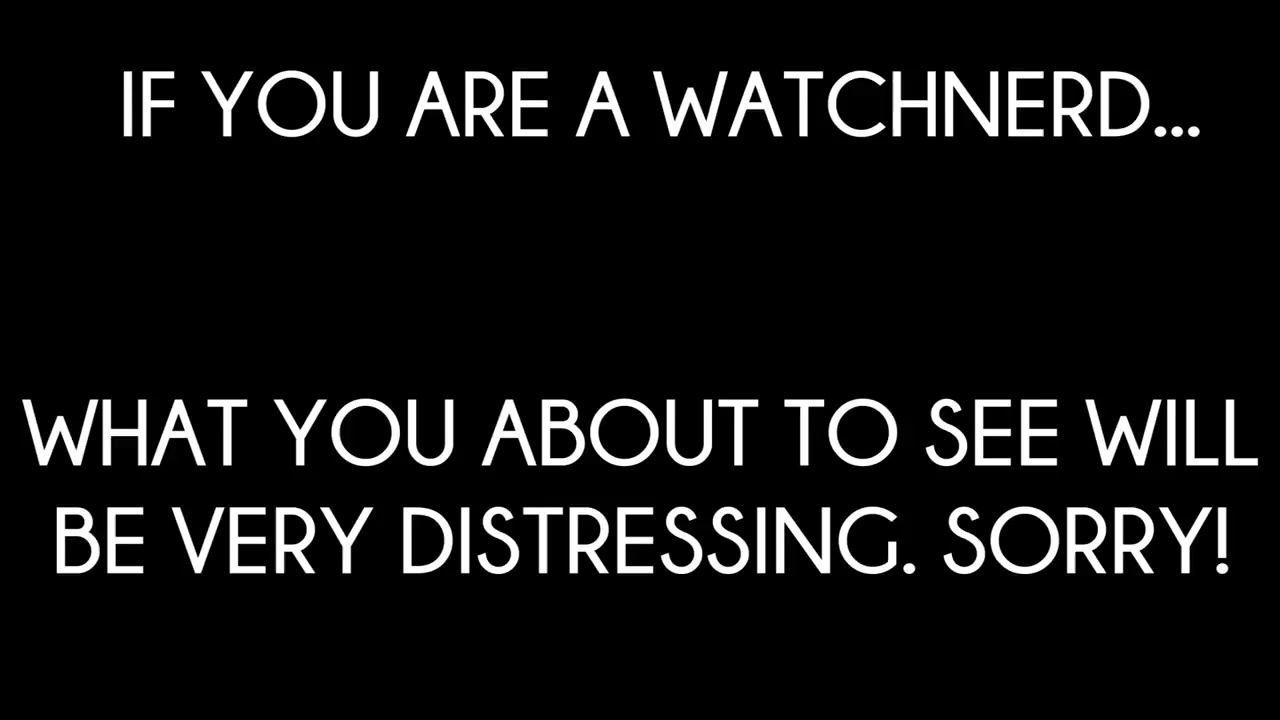 IF YOU ARE A WATCHNERD...
WHAT YOU ABOUT TO SEE WILL
BE VERY DISTRESSING. SORRY!